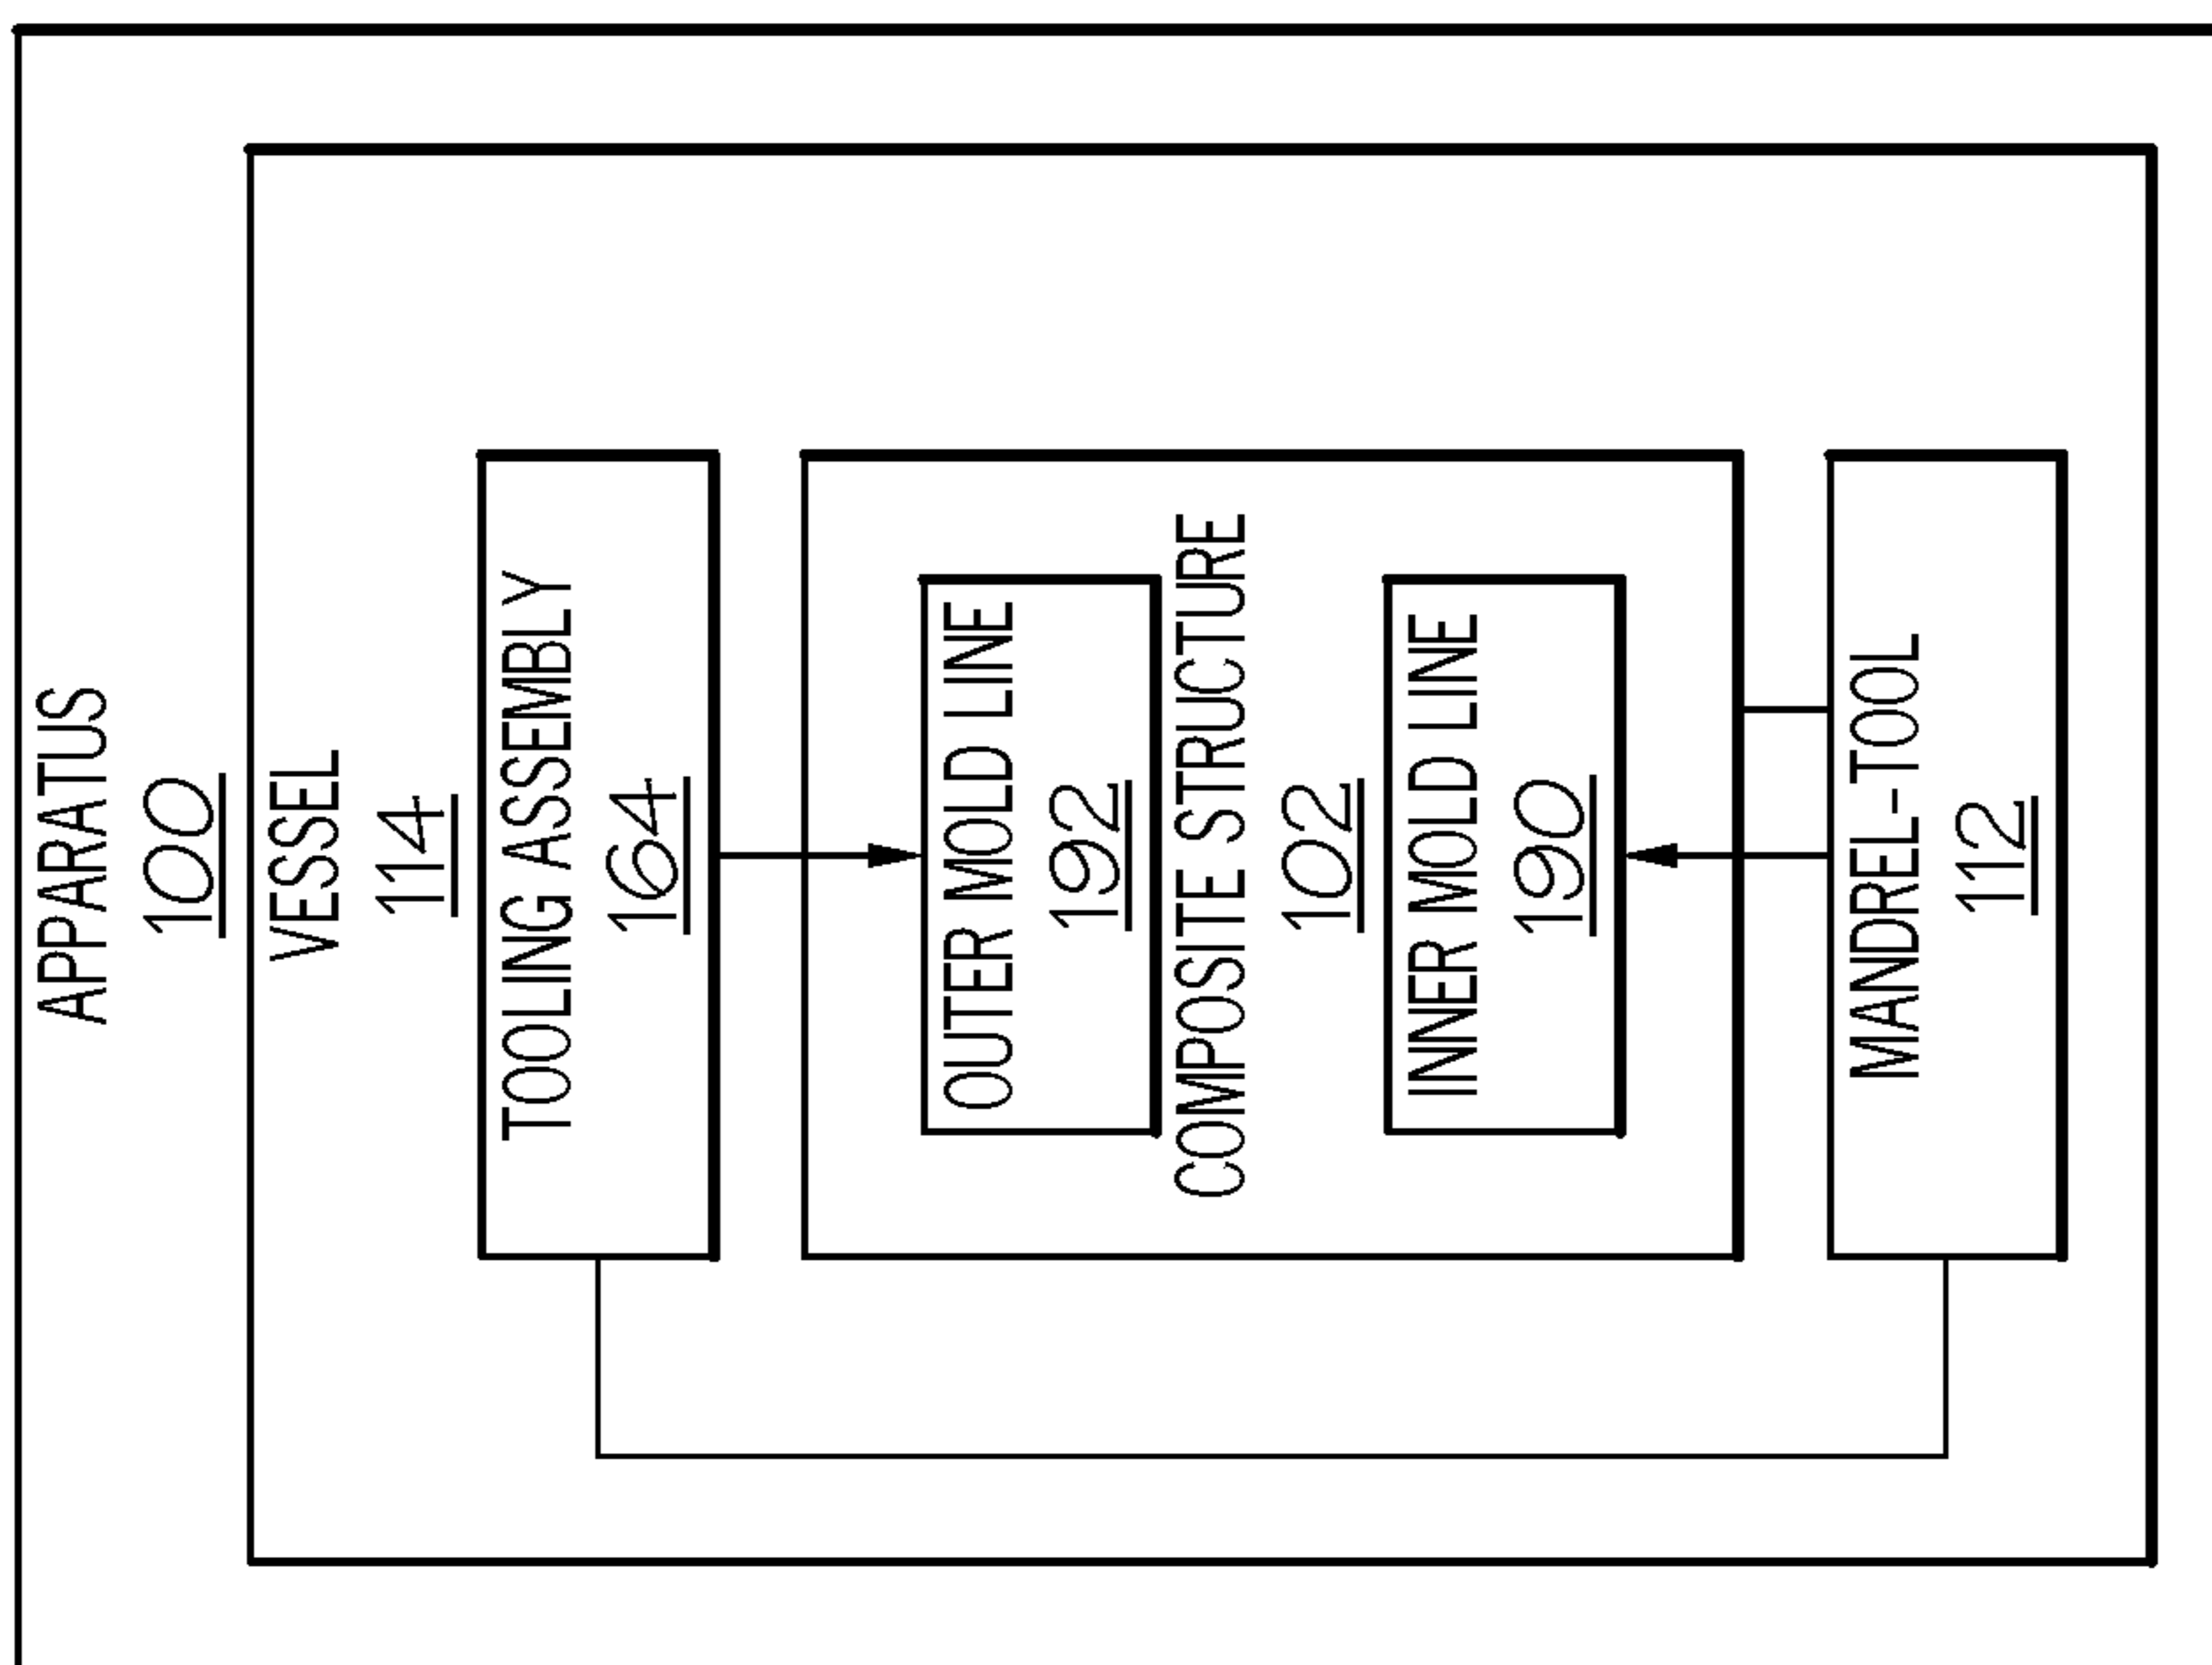 APPARATUS
100
VESSEL
114
TOOLING ASSEMBLY
164
OUTER MOLD LINE
192
COMPOSITE STRUCTURE
102
INNER MOLD LINE
190
MANDREL-TOOL
112